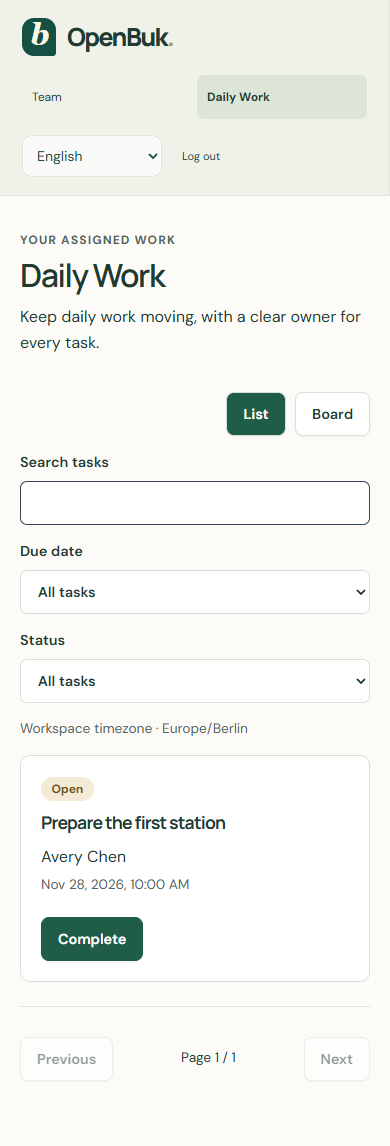 b OpenBuk.
Team
Daily Work
English
Log out
YOUR ASSIGNED WORK
Daily Work
Keep daily work moving, with a clear owner for
every task.
List
Board
Search tasks
Due date
All tasks
Status
All tasks
Workspace timezone · Europe/Berlin
Open
Prepare the first station
Avery Chen
Nov 28, 2026, 10:00 AM
Complete
Previous
Page 1 / 1
Next